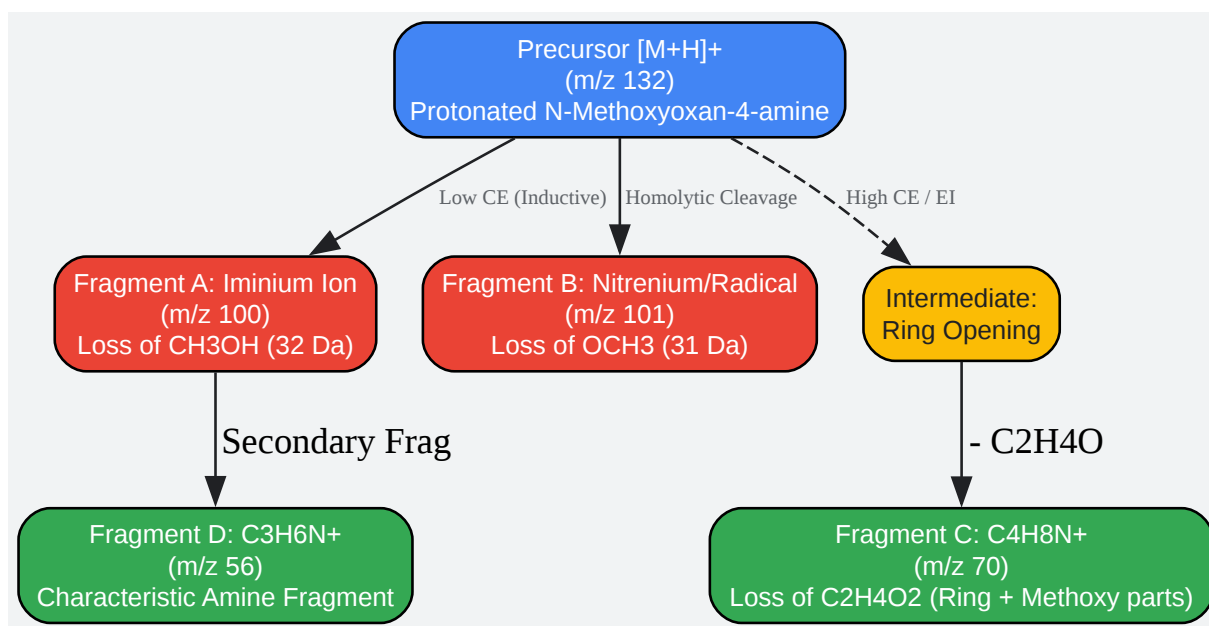 Precursor [M+H]+
(m/z 132)
Protonated N-Methoxyoxan-4-amine
Low CE (Inductive)
Homolytic Cleavage
High CE / EI
Fragment A: Iminium Ion
(m/z 100)
Loss of CH3OH (32 Da)
Fragment B: Nitrenium/Radical
(m/z 101)
Loss of OCH3 (31 Da)
Intermediate:
Ring Opening
Secondary Frag
- C2H4O
Fragment D: C3H6N+
(m/z 56)
Characteristic Amine Fragment
Fragment C: C4H8N+
(m/z 70)
Loss of C2H4O2 (Ring + Methoxy parts)